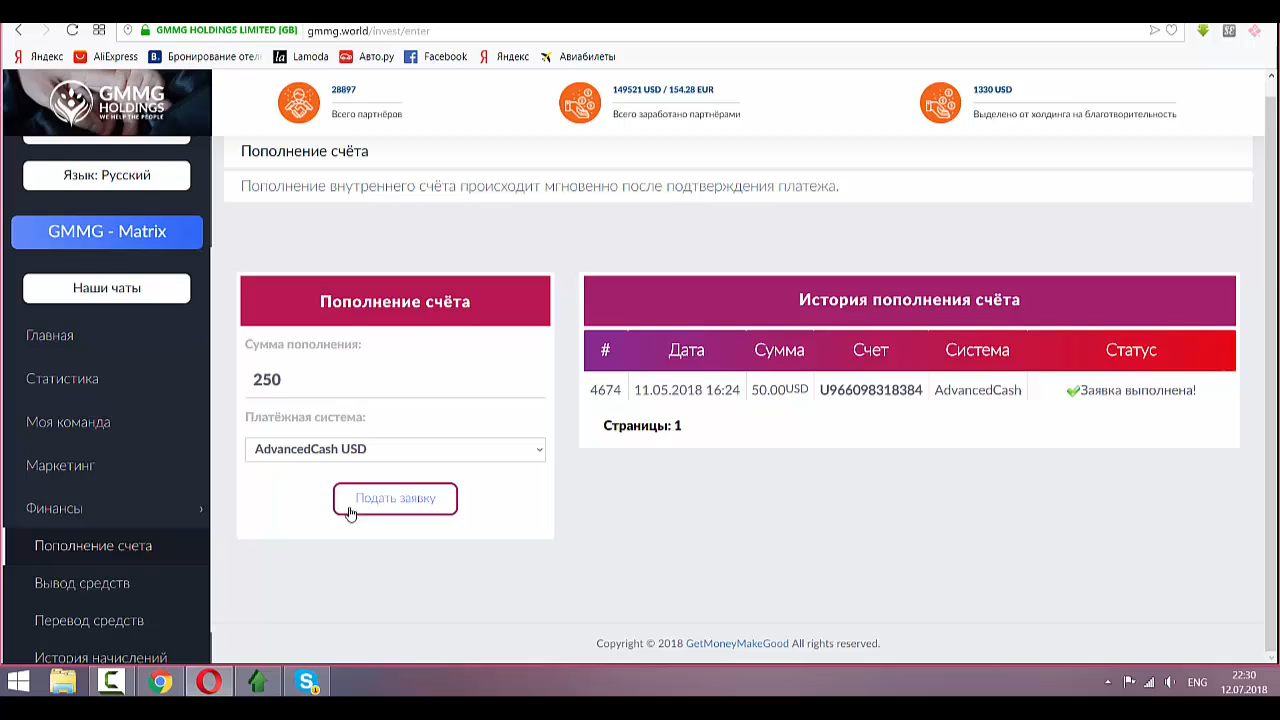 GMMG HOLDINGS LIMITED [GB] gmmg.world/invest/enter
Яндекс AliExpress Бронирование отел Lamoda Авто.ру Facebook Яндекс Авиабилеты
GMMG
HOLDINGS
WE HELP THE PEOPLE
28897
Всего партнёров
149521 USD / 154.28 EUR
Всего заработано партнёрами
1330 USD
Выделено от холдинга на благотворительность
Язык: Русский
GMMG - Matrix
Наши чаты
Главная
Статистика
Моя команда
Маркетинг
Финансы ›
Пополнение счета
Вывод средств
Перевод средств
История начислений
Пополнение счёта
Пополнение внутреннего счёта происходит мгновенно после подтверждения платежа.
Пополнение счёта
Сумма пополнения:
250
Платёжная система:
AdvancedCash USD
Подать заявку
История пополнения счёта
# Дата Сумма Счет Система Статус
4674 11.05.2018 16:24 50.00USD U966098318384 AdvancedCash Заявка выполнена!
Страницы: 1
Copyright © 2018 GetMoneyMakeGood All rights reserved.
ENG
22:30
12.07.2018